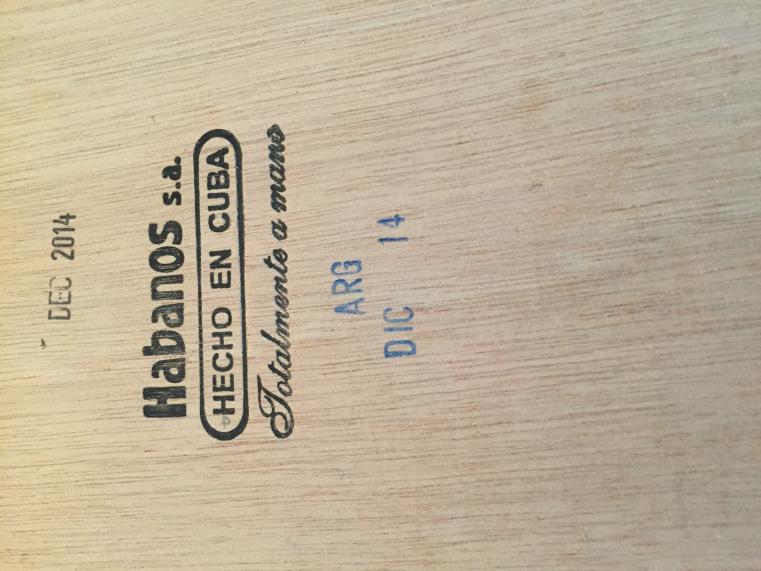 DEC 2014
Habanos s.a.
HECHO EN CUBA
Totalmente a mano
ARG
DIC 14